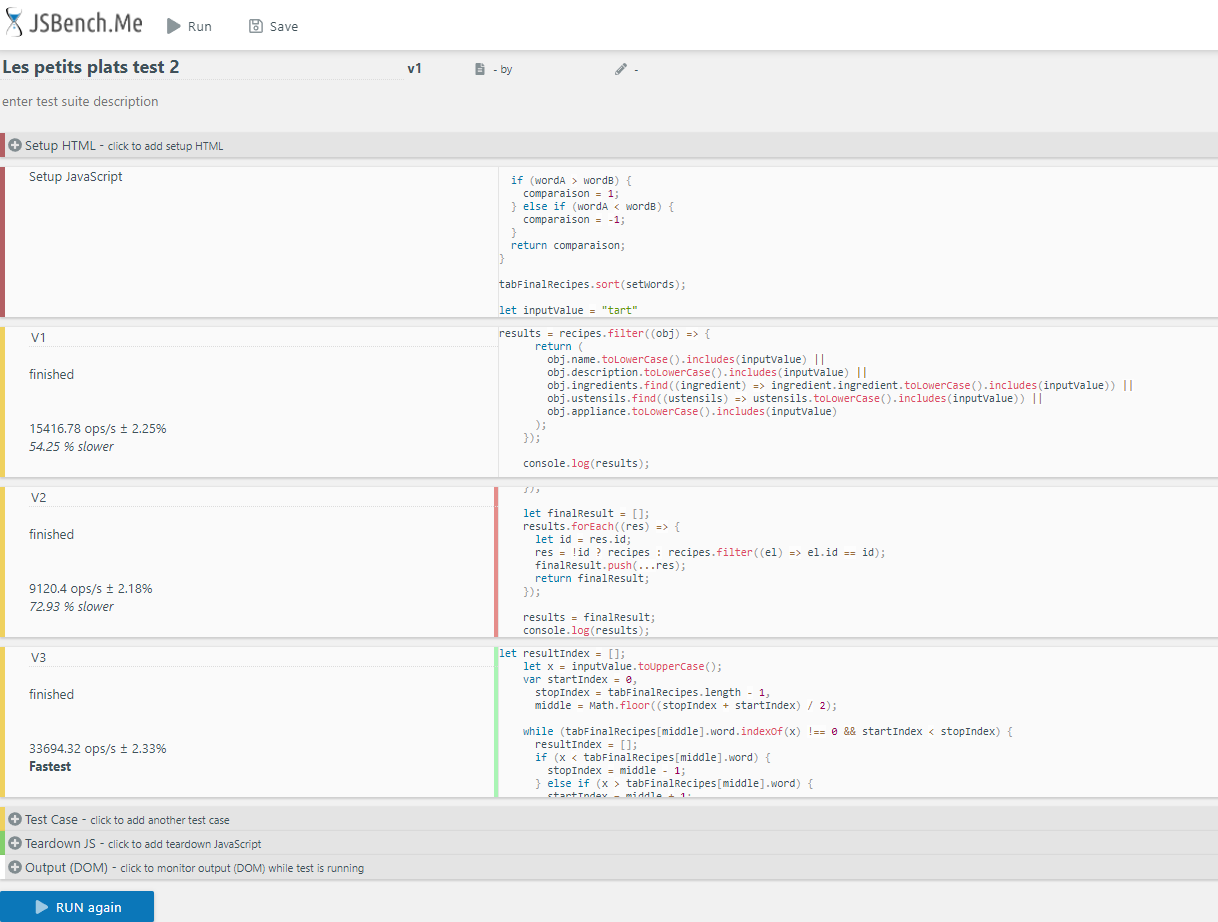 JSBench.Me Run Save
Les petits plats test 2 v1 - by -
enter test suite description
Setup HTML - click to add setup HTML
Setup JavaScript
if (wordA > wordB) {
comparaison = 1;
} else if (wordA < wordB) {
comparaison = -1;
}
return comparaison;
}
tabFinalRecipes.sort(setWords);
let inputValue = "tart"
V1
finished
15416.78 ops/s ± 2.25%
54.25 % slower
results = recipes.filter((obj) => {
return (
obj.name.toLowerCase().includes(inputValue) ||
obj.description.toLowerCase().includes(inputValue) ||
obj.ingredients.find((ingredient) => ingredient.ingredient.toLowerCase().includes(inputValue)) ||
obj.ustensils.find((ustensils) => ustensils.toLowerCase().includes(inputValue)) ||
obj.appliance.toLowerCase().includes(inputValue)
);
});
console.log(results);
V2
finished
9120.4 ops/s ± 2.18%
72.93 % slower
});
let finalResult = [];
results.forEach((res) => {
let id = res.id;
res = !id ? recipes : recipes.filter((el) => el.id == id);
finalResult.push(...res);
return finalResult;
});
results = finalResult;
console.log(results);
V3
finished
33694.32 ops/s ± 2.33%
Fastest
let resultIndex = [];
let x = inputValue.toUpperCase();
var startIndex = 0,
stopIndex = tabFinalRecipes.length - 1,
middle = Math.floor((stopIndex + startIndex) / 2);
while (tabFinalRecipes[middle].word.indexOf(x) !== 0 && startIndex < stopIndex) {
resultIndex = [];
if (x < tabFinalRecipes[middle].word) {
stopIndex = middle - 1;
} else if (x > tabFinalRecipes[middle].word) {
startIndex = middle + 1;
Test Case - click to add another test case
Teardown JS - click to add teardown JavaScript
Output (DOM) - click to monitor output (DOM) while test is running
RUN again